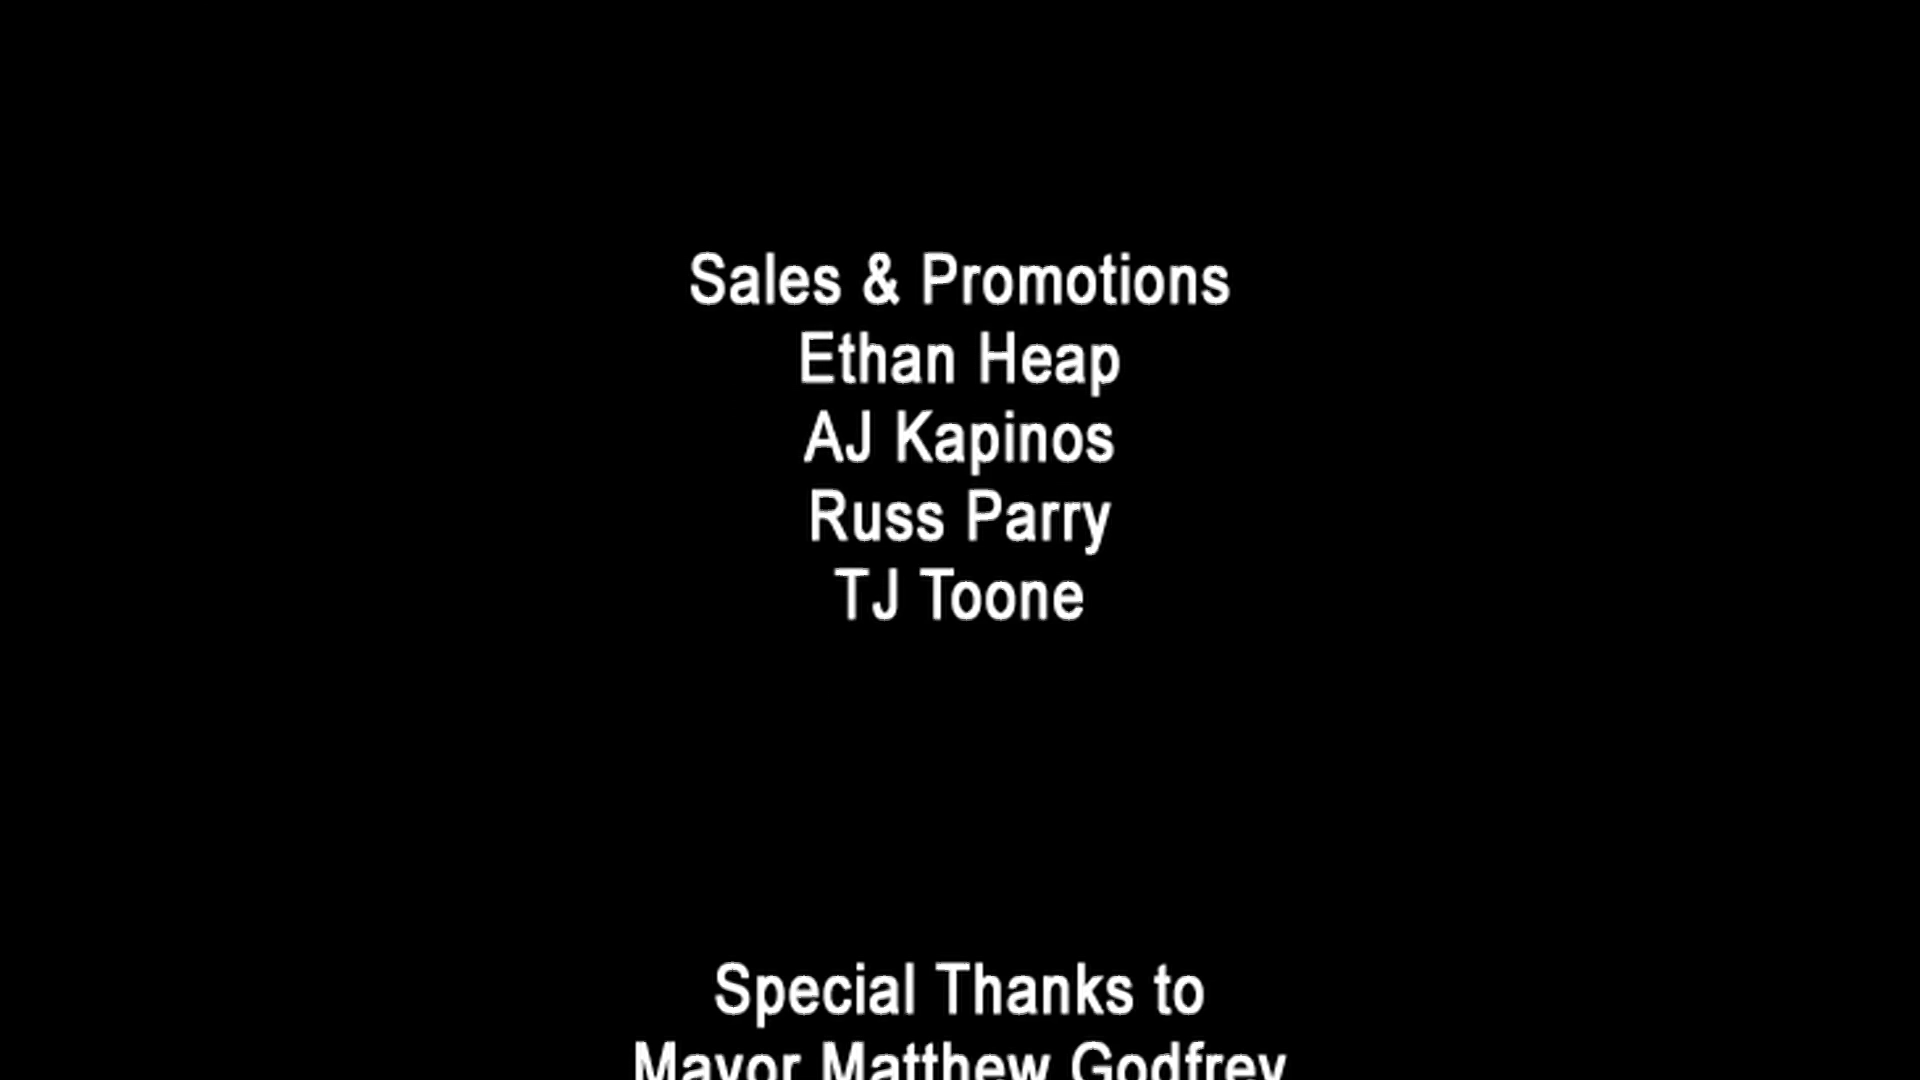 Sales & Promotions
Ethan Heap
AJ Kapinos
Russ Parry
TJ Toone
Special Thanks to
Mayor Matthew Godfrey